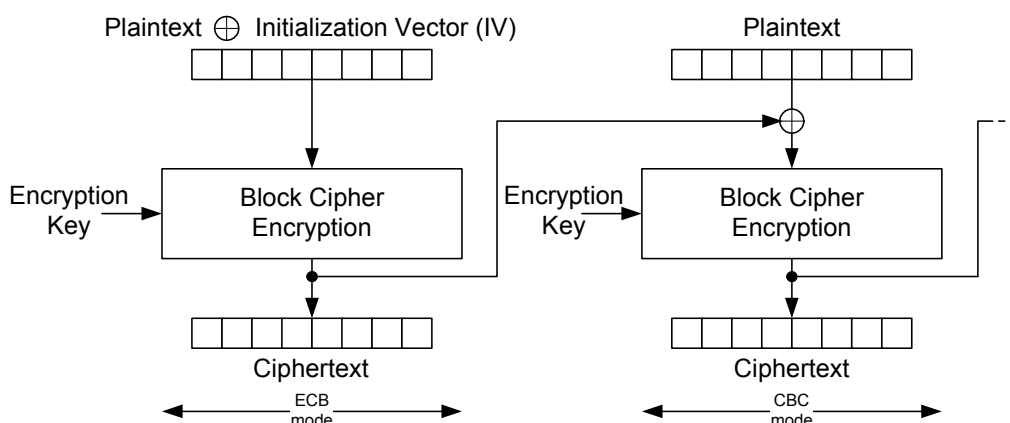 Plaintext ⊕ Initialization Vector (IV)
Plaintext
Encryption
Key
Block Cipher
Encryption
Encryption
Key
Block Cipher
Encryption
Ciphertext
Ciphertext
ECB
mode
CBC
mode